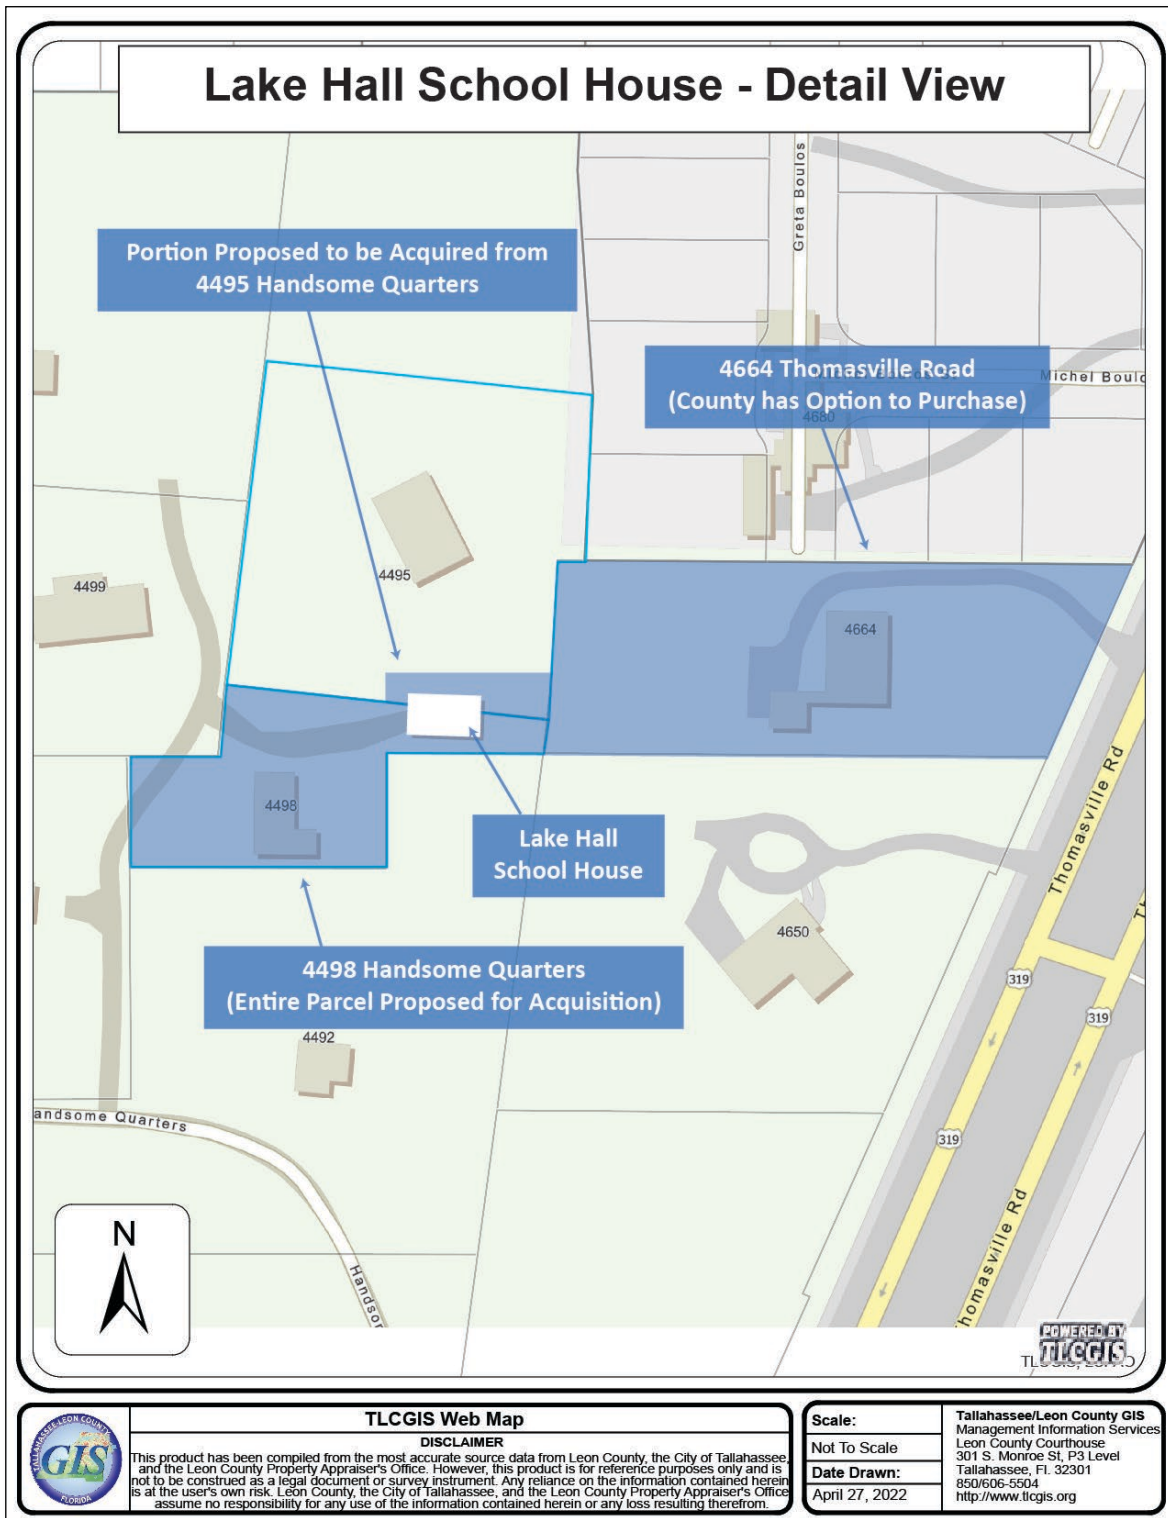 Lake Hall School House - Detail View
Greta Boulos
Portion Proposed to be Acquired from
4495 Handsome Quarters
4664 Thomasville Road
(County has Option to Purchase)
Michel Boulo
4680
4499
4495
4664
4498
Lake Hall
School House
4650
4498 Handsome Quarters
(Entire Parcel Proposed for Acquisition)
4492
Thomasville Rd
Th
319
319
319
andsome Quarters
Handsom
homasville Rd
N
POWERED BY
TLCGIS
TALLAHASSEE-LEON COUNTY
GIS
FLORIDA
TLCGIS Web Map
DISCLAIMER
This product has been compiled from the most accurate source data from Leon County, the City of Tallahassee,
and the Leon County Property Appraiser's Office. However, this product is for reference purposes only and is
not to be construed as a legal document or survey instrument. Any reliance on the information contained herein
is at the user's own risk. Leon County, the City of Tallahassee, and the Leon County Property Appraiser's Office
assume no responsibility for any use of the information contained herein or any loss resulting therefrom.
Scale:
Not To Scale
Date Drawn:
April 27, 2022
Tallahassee/Leon County GIS
Management Information Services
Leon County Courthouse
301 S. Monroe St, P3 Level
Tallahassee, Fl. 32301
850/606-5504
http://www.tlcgis.org